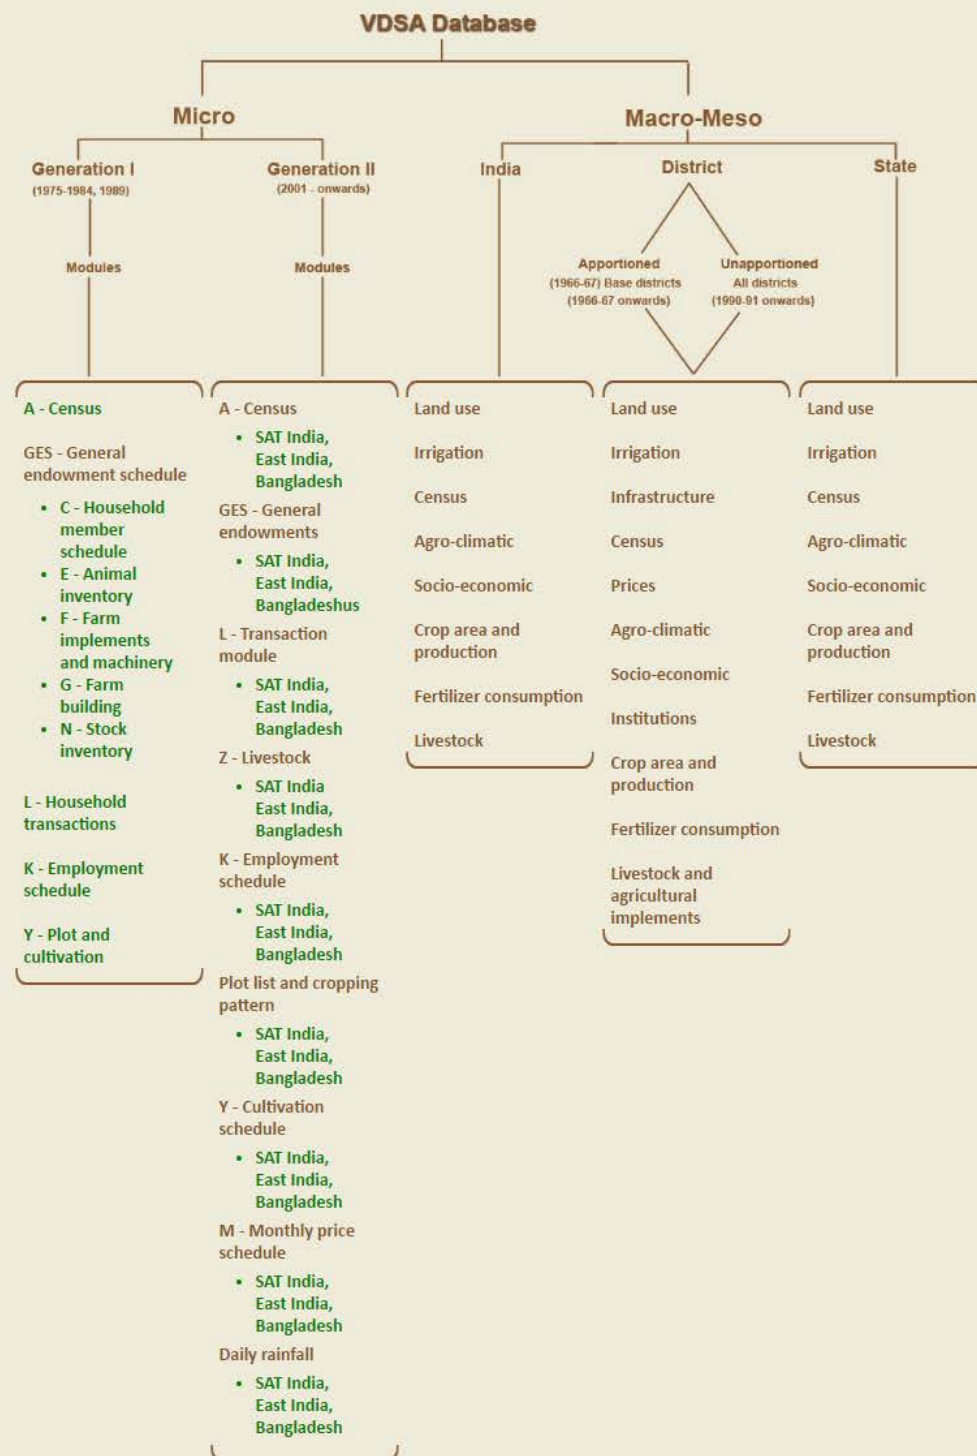 VDSA Database
Micro
Macro-Meso
Generation I
(1975-1984, 1989)
Generation II
(2001 - onwards)
India
District
State
Modules
Modules
Apportioned
(1966-67) Base districts
(1966-67 onwards)
Unapportioned
All districts
(1990-91 onwards)
A - Census
GES - General
endowment schedule
• C - Household
member
schedule
• E - Animal
inventory
• F - Farm
implements
and machinery
• G - Farm
building
• N - Stock
inventory
L - Household
transactions
K - Employment
schedule
Y - Plot and
cultivation
A - Census
• SAT India,
East India,
Bangladesh
GES - General
endowments
• SAT India,
East India,
Bangladeshus
L - Transaction
module
• SAT India,
East India,
Bangladesh
Z - Livestock
• SAT India
East India,
Bangladesh
K - Employment
schedule
• SAT India,
East India,
Bangladesh
Plot list and cropping
pattern
• SAT India,
East India,
Bangladesh
Y - Cultivation
schedule
• SAT India,
East India,
Bangladesh
M - Monthly price
schedule
• SAT India,
East India,
Bangladesh
Daily rainfall
• SAT India,
East India,
Bangladesh
Land use
Irrigation
Census
Agro-climatic
Socio-economic
Crop area and
production
Fertilizer consumption
Livestock
Land use
Irrigation
Infrastructure
Census
Prices
Agro-climatic
Socio-economic
Institutions
Crop area and
production
Fertilizer consumption
Livestock and
agricultural
implements
Land use
Irrigation
Census
Agro-climatic
Socio-economic
Crop area and
production
Fertilizer consumption
Livestock